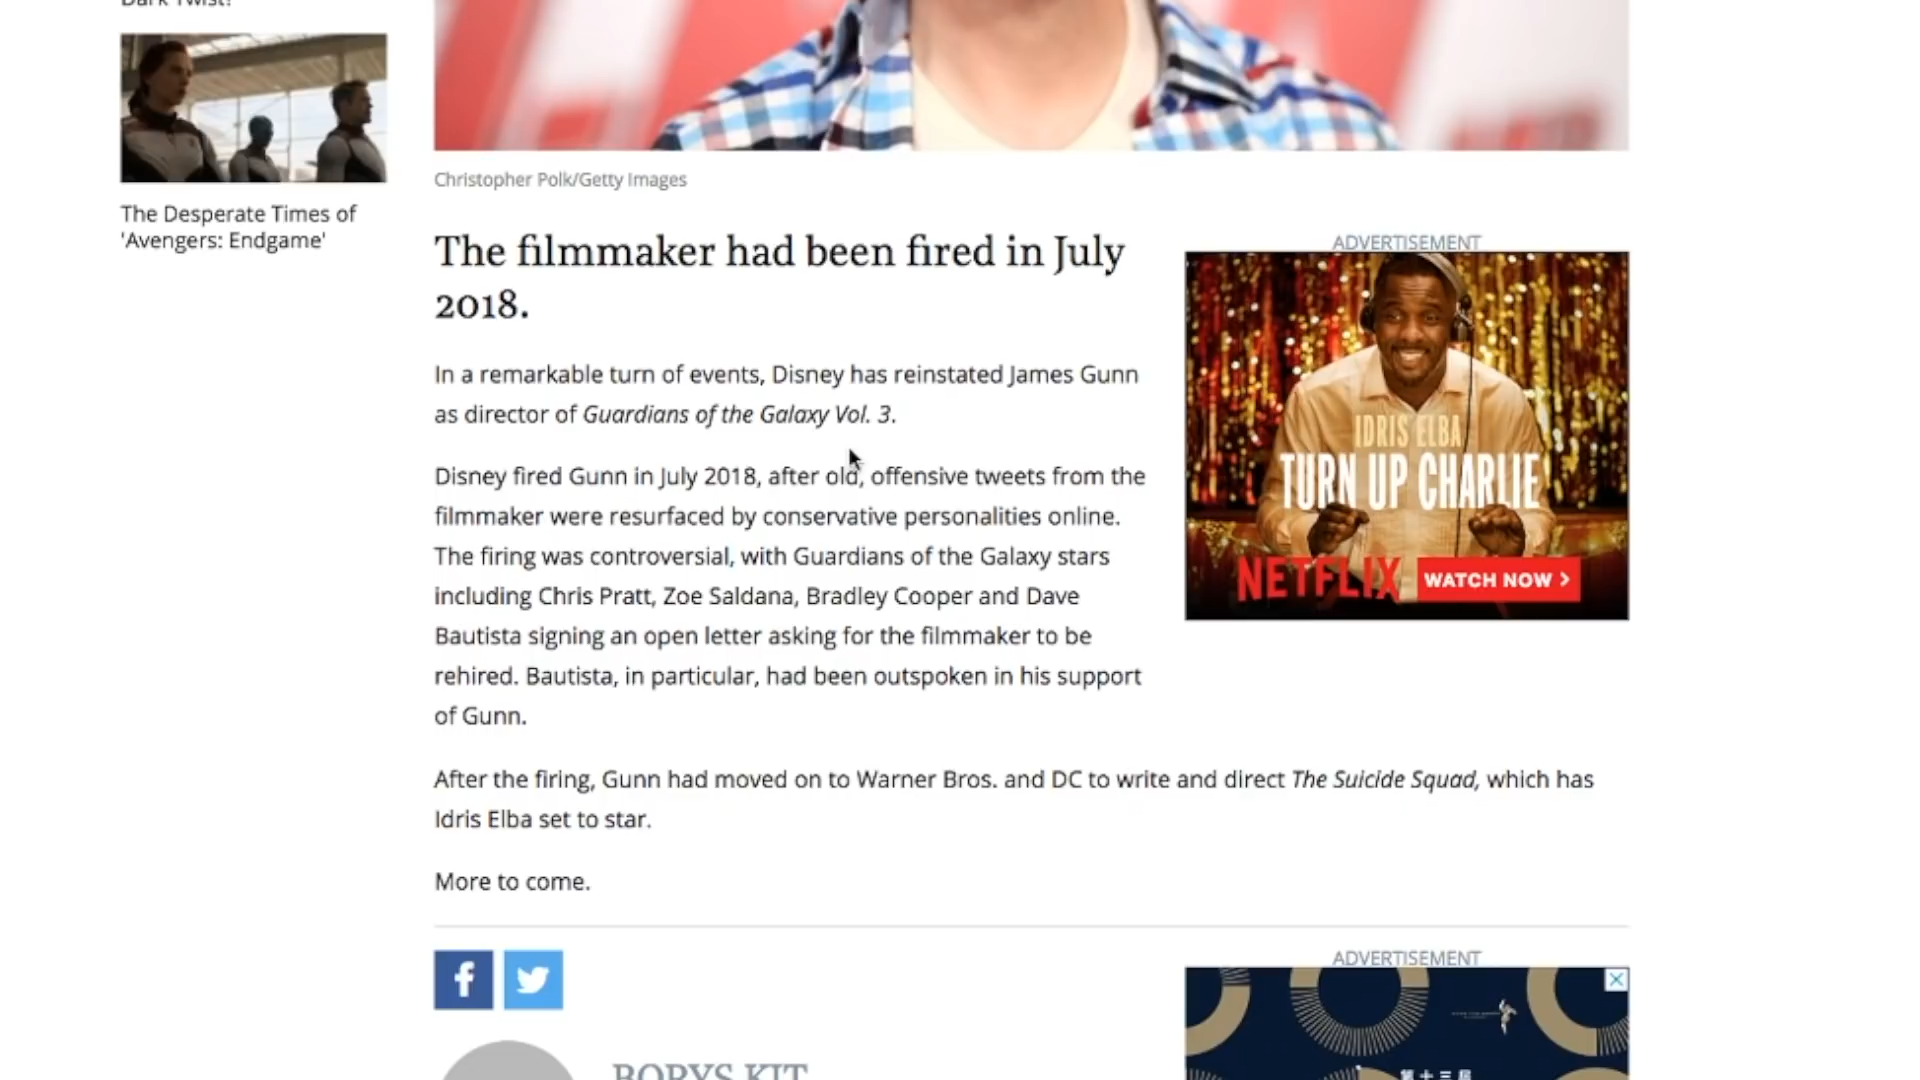 The Desperate Times of
'Avengers: Endgame'
Christopher Polk/Getty Images
The filmmaker had been fired in July
2018.
In a remarkable turn of events, Disney has reinstated James Gunn
as director of Guardians of the Galaxy Vol. 3.
Disney fired Gunn in July 2018, after old, offensive tweets from the
filmmaker were resurfaced by conservative personalities online.
The firing was controversial, with Guardians of the Galaxy stars
including Chris Pratt, Zoe Saldana, Bradley Cooper and Dave
Bautista signing an open letter asking for the filmmaker to be
rehired. Bautista, in particular, had been outspoken in his support
of Gunn.
ADVERTISEMENT
IDRIS ELBA
TURN UP CHARLIE
NETFLIX WATCH NOW >
After the firing, Gunn had moved on to Warner Bros. and DC to write and direct The Suicide Squad, which has
Idris Elba set to star.
More to come.
f
BORYS KIT
ADVERTISEMENT
第十三届